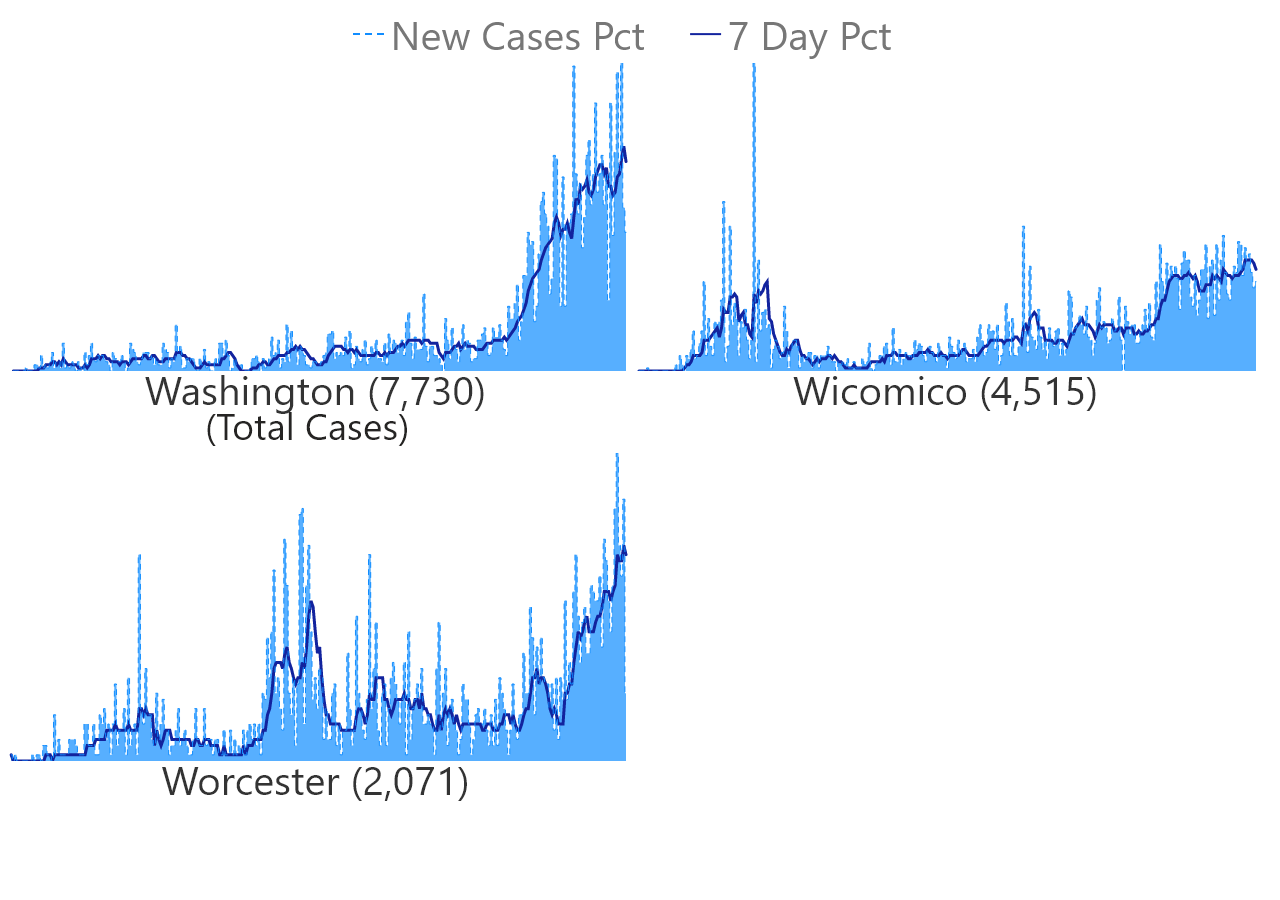 New Cases Pct 7 Day Pct
Washington (7,730) Wicomico (4,515)
(Total Cases)
Worcester (2,071)